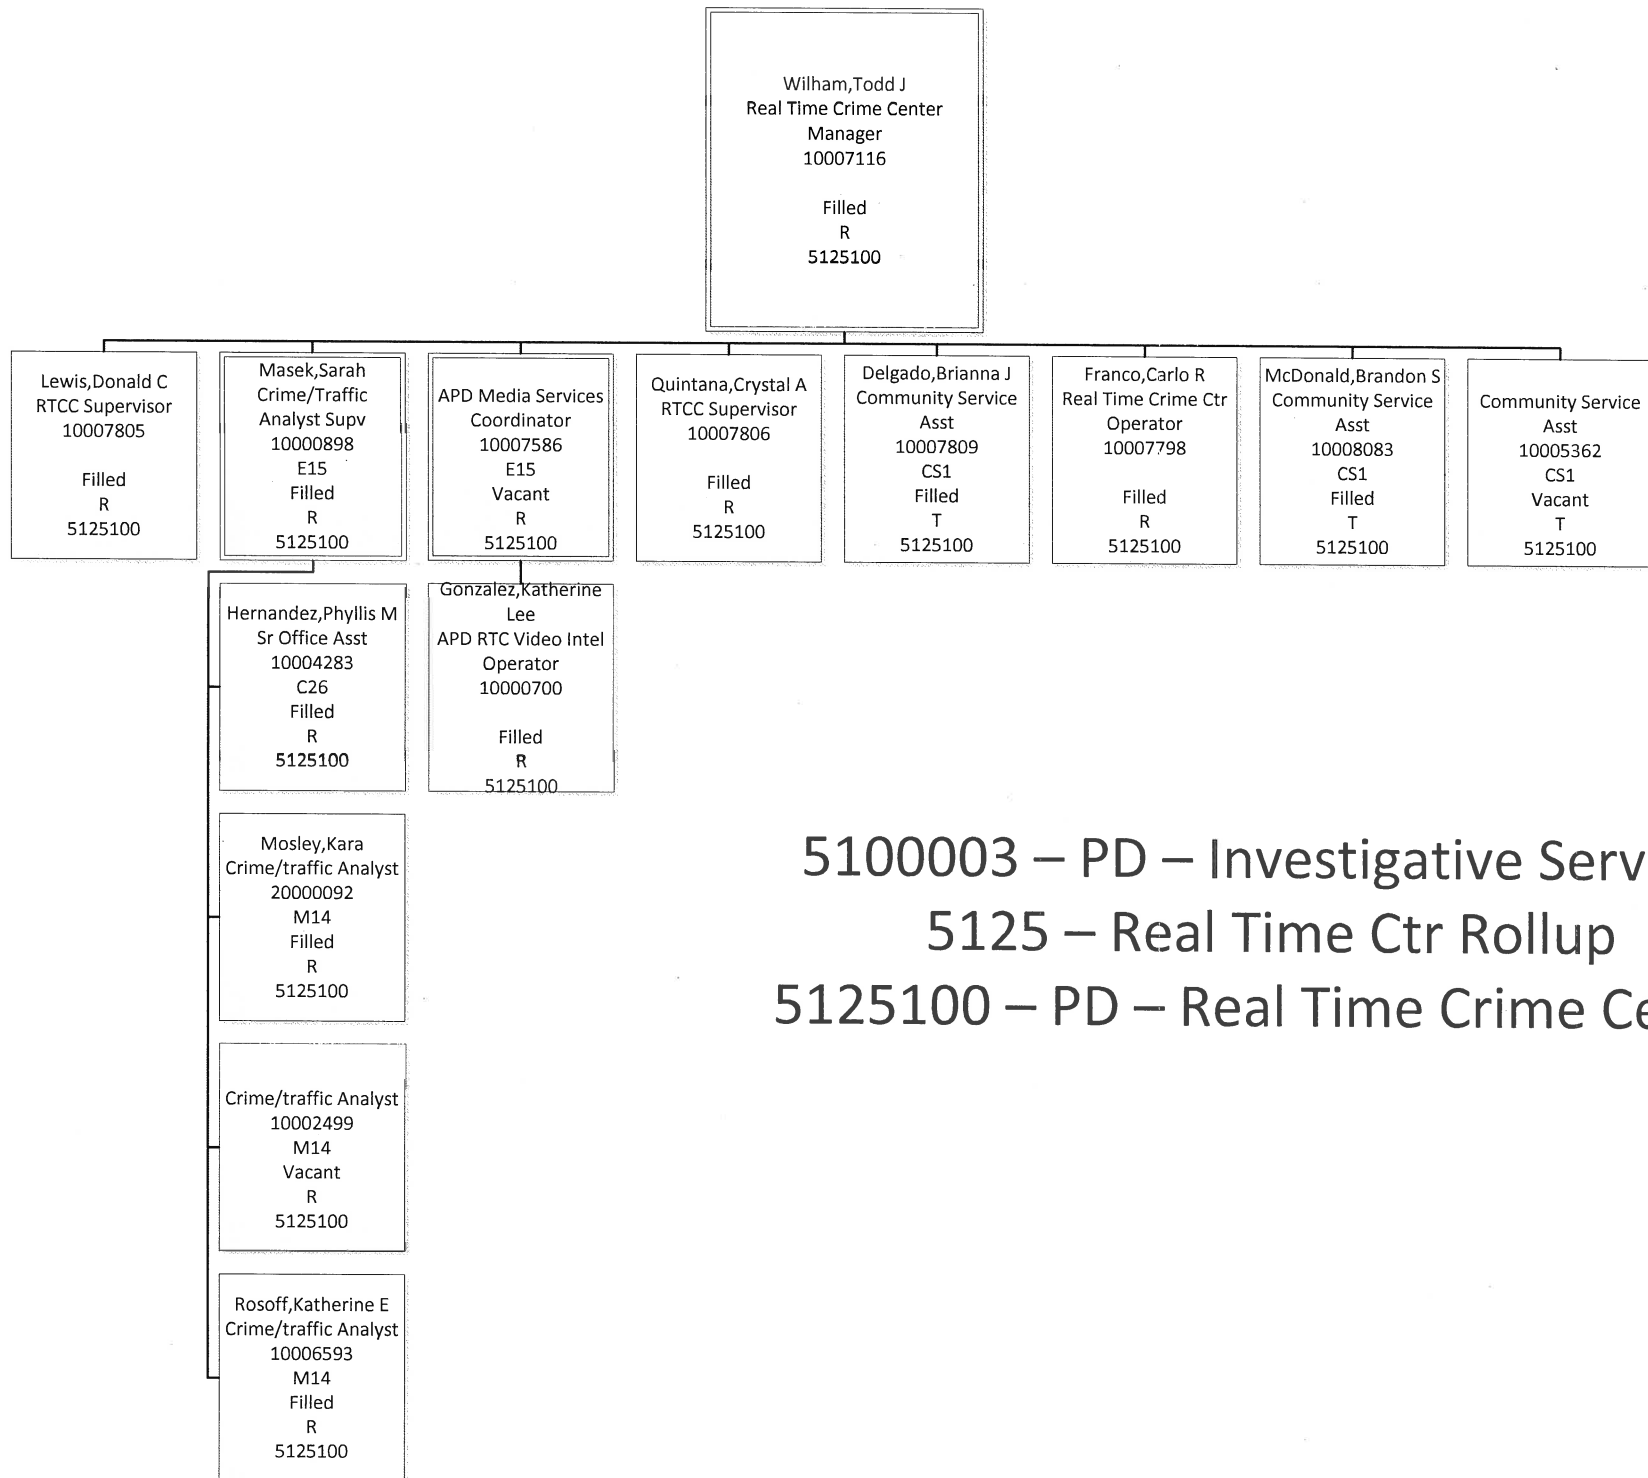 Wilham,Todd J
Real Time Crime Center
Manager
10007116
Filled
R
5125100
Lewis,Donald C
RTCC Supervisor
10007805
Filled
R
5125100
Masek,Sarah
Crime/Traffic
Analyst Supv
10000898
E15
Filled
R
5125100
APD Media Services
Coordinator
10007586
E15
Vacant
R
5125100
Quintana,Crystal A
RTCC Supervisor
10007806
Filled
R
5125100
Delgado,Brianna J
Community Service
Asst
10007809
CS1
Filled
T
5125100
Franco,Carlo R
Real Time Crime Ctr
Operator
10007798
Filled
R
5125100
McDonald,Brandon S
Community Service
Asst
10008083
CS1
Filled
T
5125100
Community Service
Asst
10005362
CS1
Vacant
T
5125100
Hernandez,Phyllis M
Sr Office Asst
10004283
C26
Filled
R
5125100
Gonzalez,Katherine
Lee
APD RTC Video Intel
Operator
10000700
Filled
R
5125100
Mosley,Kara
Crime/traffic Analyst
20000092
M14
Filled
R
5125100
Crime/traffic Analyst
10002499
M14
Vacant
R
5125100
Rosoff,Katherine E
Crime/traffic Analyst
10006593
M14
Filled
R
5125100
5100003 – PD – Investigative Serv
5125 – Real Time Ctr Rollup
5125100 – PD – Real Time Crime Ce